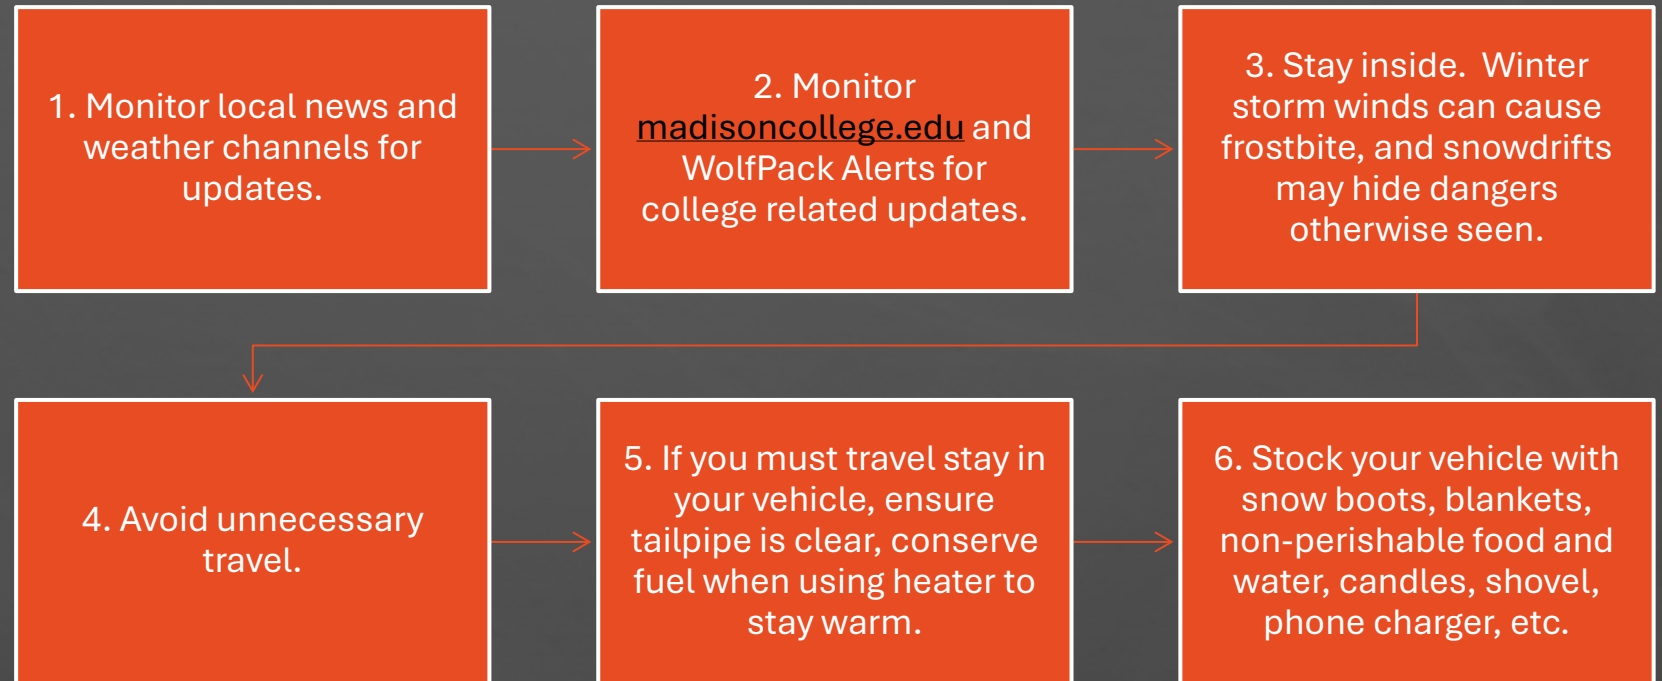 1. Monitor local news and
weather channels for
updates.
2. Monitor
madisoncollege.edu and
WolfPack Alerts for
college related updates.
3. Stay inside.  Winter
storm winds can cause
frostbite, and snowdrifts
may hide dangers
otherwise seen.
4. Avoid unnecessary
travel.
5. If you must travel stay in
your vehicle, ensure
tailpipe is clear, conserve
fuel when using heater to
stay warm.
6. Stock your vehicle with
snow boots, blankets,
non-perishable food and
water, candles, shovel,
phone charger, etc.